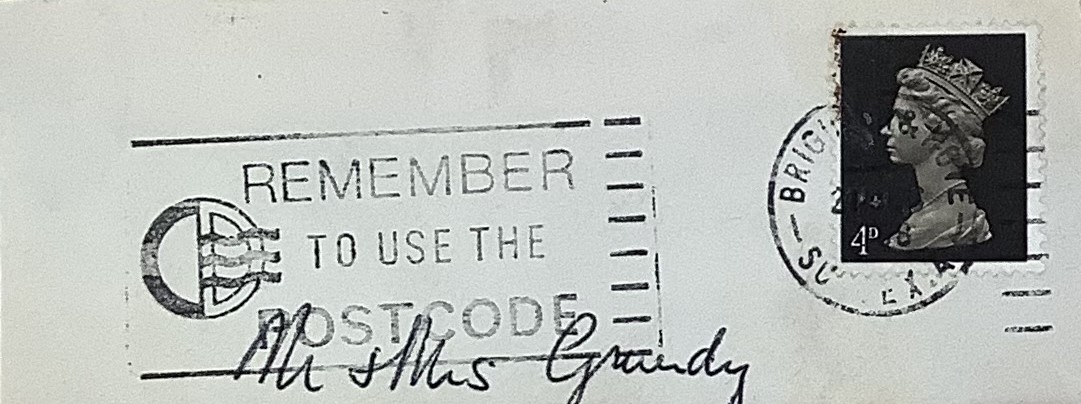 REMEMBER
TO USE THE
POSTCODE
Mr & Mrs Grundy
4D